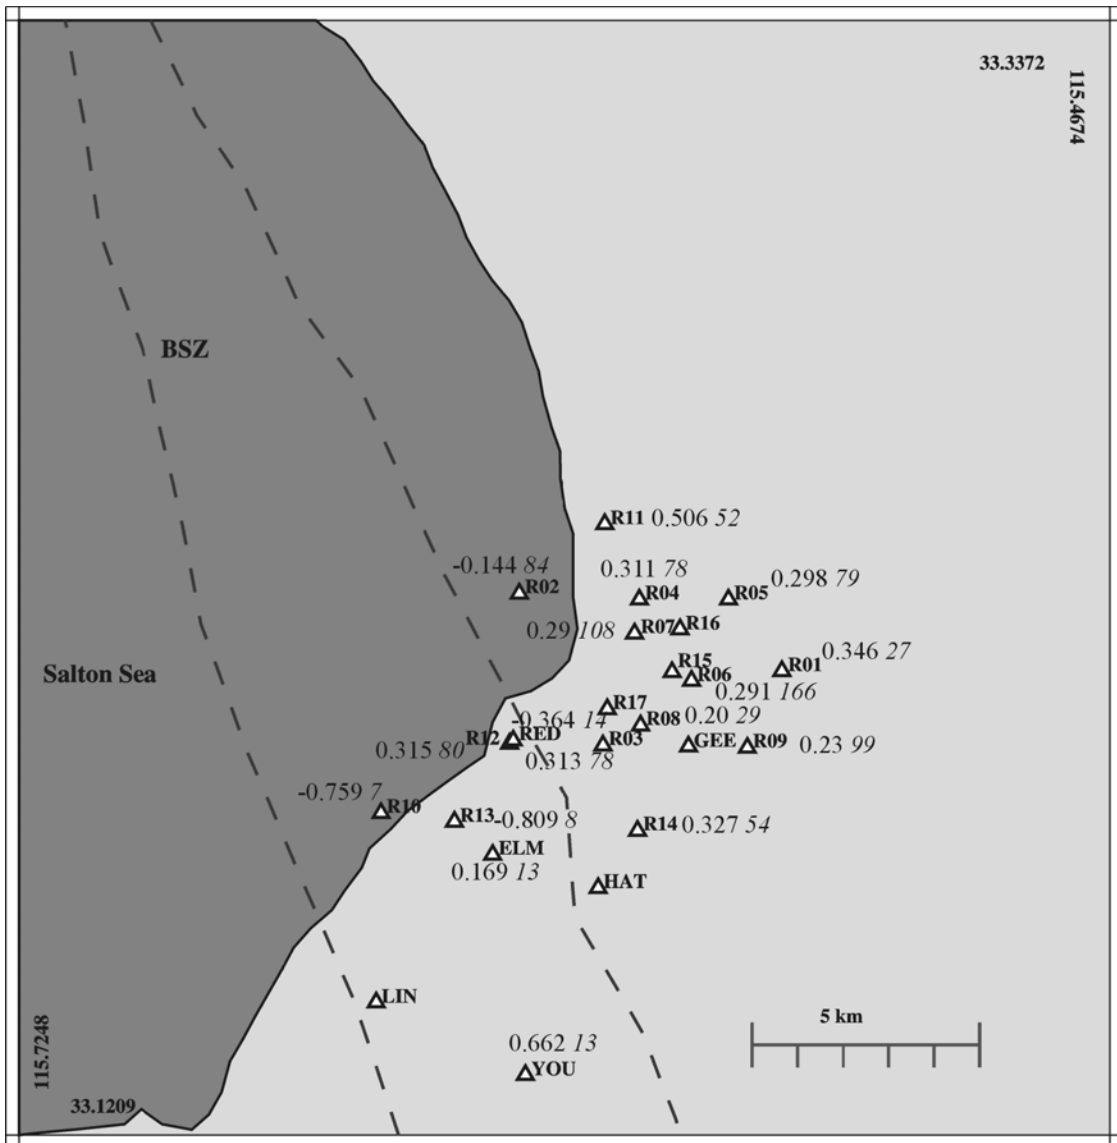 33.3372
115.4674
BSZ
R11 0.506 52
-0.144 84
R02
0.311 78
R04
0.298 79
R05
0.29 108
R07
R16
R15
R06
0.291 166
R01
0.346 27
R17
-0.364 14
R08
0.20 29
Salton Sea
R12
RED
0.315 80
0.313 78
R03
GEE
R09
0.23 99
-0.759 7
R10
R13
-0.809 8
R14 0.327 54
ELM
0.169 13
HAT
LIN
0.662 13
YOU
5 km
115.7248
33.1209